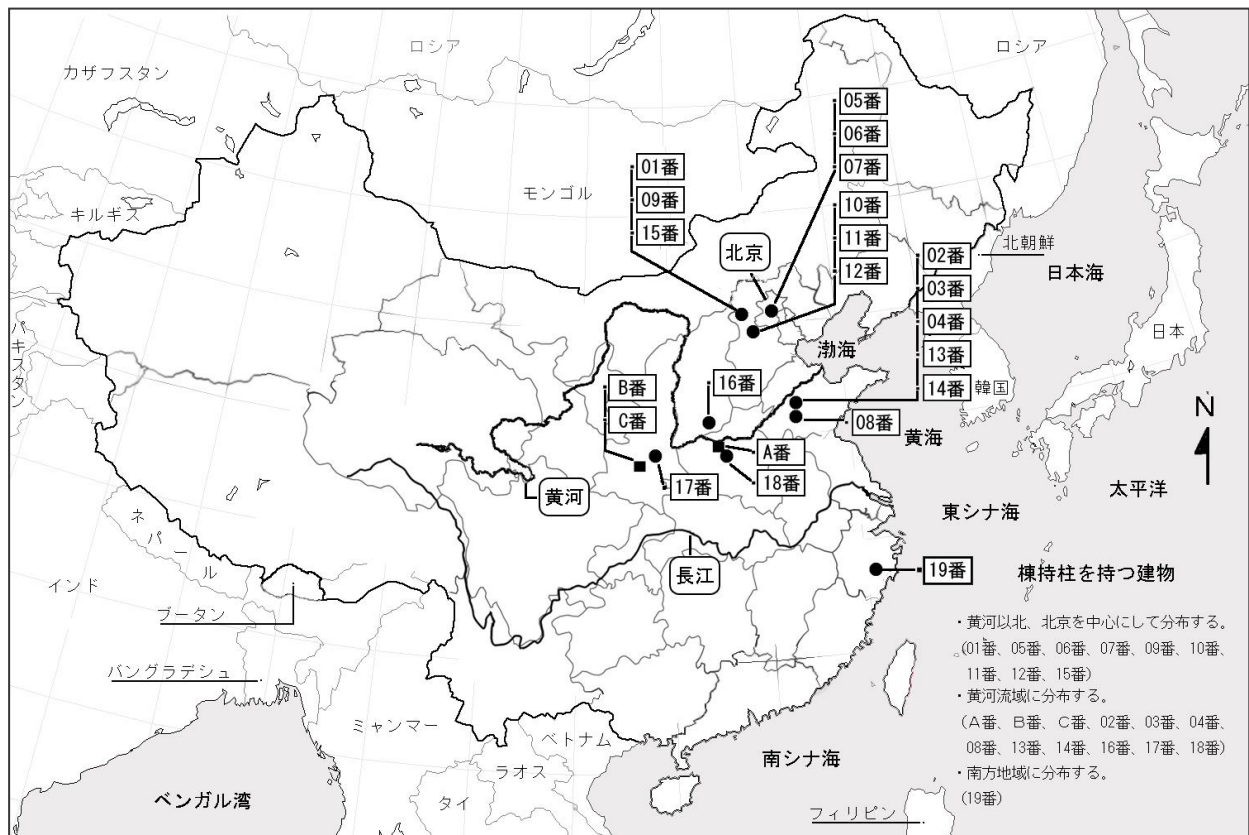 ロシア
ロシア
カザフスタン
モンゴル
キルギス
01番
09番
15番
北京
05番
06番
07番
10番
11番
12番
02番
03番
04番
13番
14番
北朝鮮
日本海
日本
韓国
渤海
パキスタン
B番
C番
16番
08番
黄海
N
A番
17番
18番
黄河
太平洋
東シナ海
ネパール
長江
19番
棟持柱を持つ建物
インド
ブータン
・黄河以北、北京を中心にして分布する。
(01番、05番、06番、07番、09番、10番、
11番、12番、15番)
・黄河流域に分布する。
(A番、B番、C番、02番、03番、04番、
08番、13番、14番、16番、17番、18番)
・南方地域に分布する。
(19番)
バングラデシュ
ミャンマー
ベトナム
ラオス
南シナ海
ベンガル湾
タイ
フィリピン